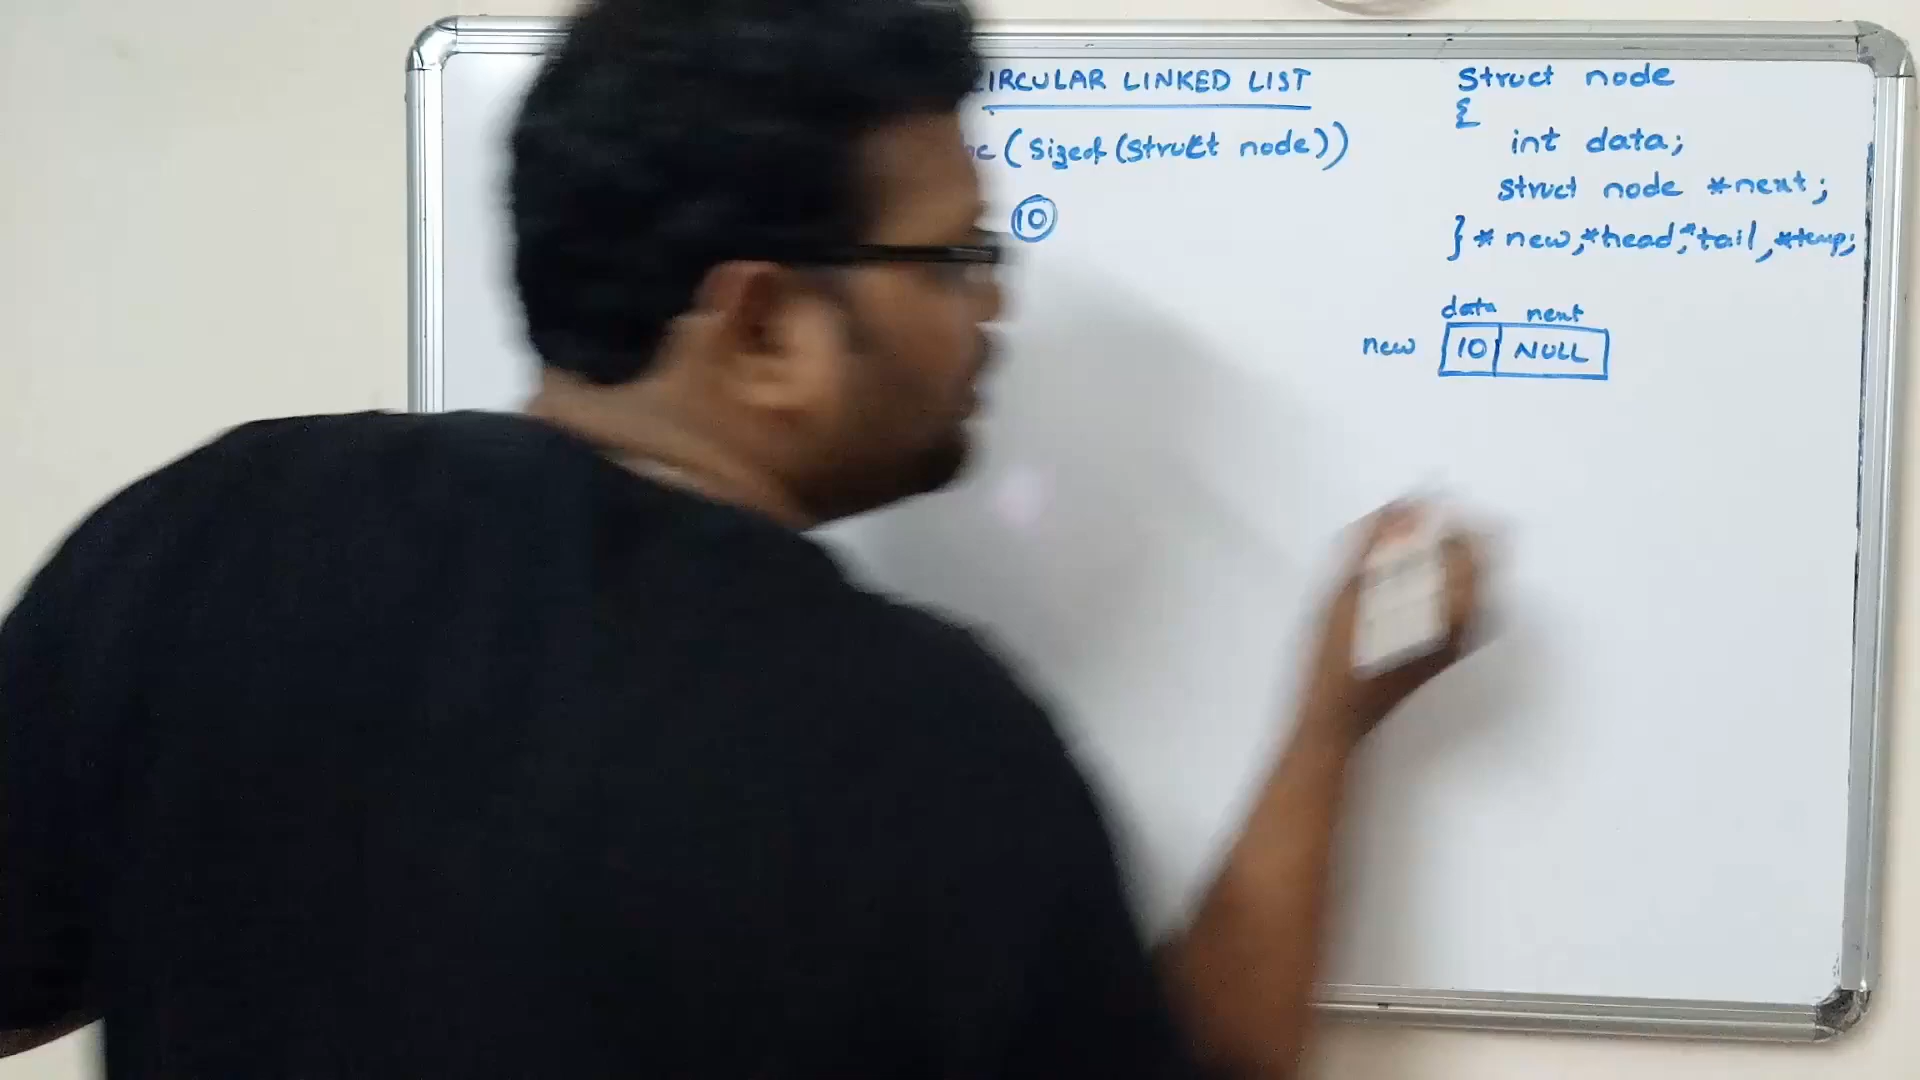 CIRCULAR LINKED LIST
(sizeof (struct node))
10
struct node
{
int data;
struct node *next;
} * new,*head,*tail,*temp;
data next
new 10 NULL